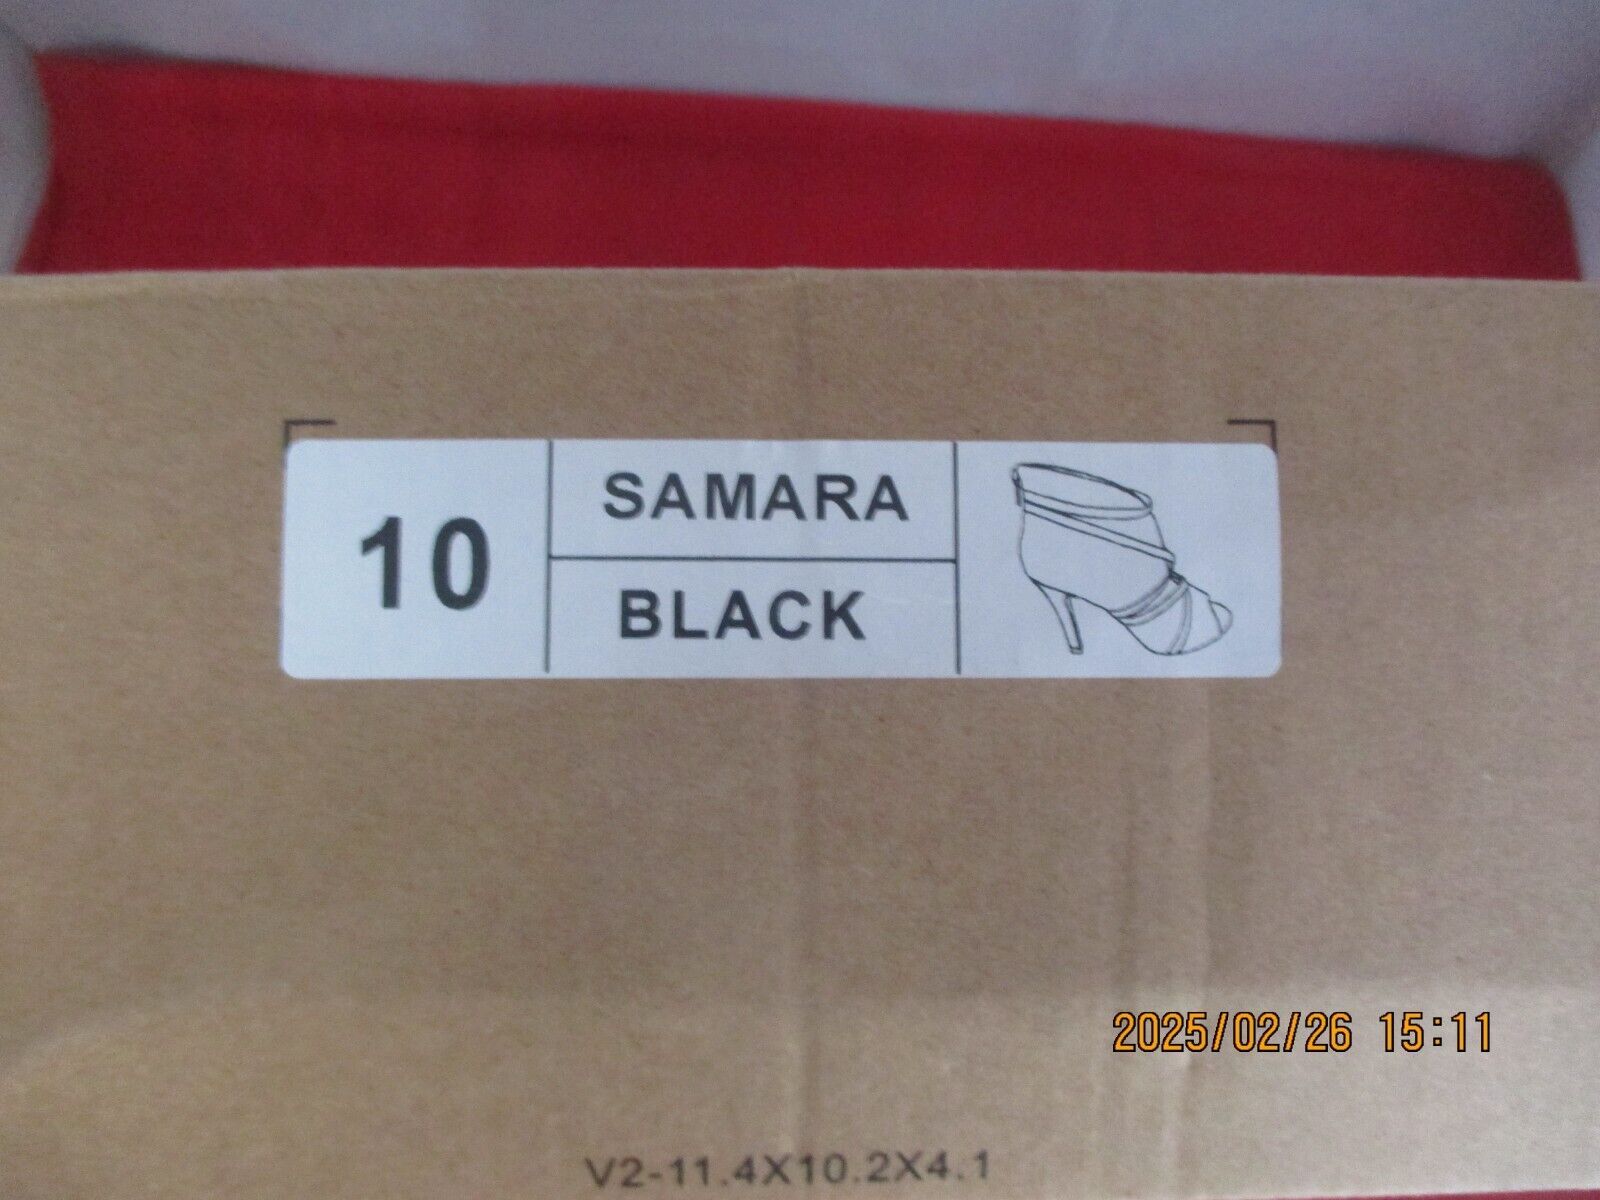 10
SAMARA
BLACK
2025/02/26 15:11
V2-11.4X10.2X4.1